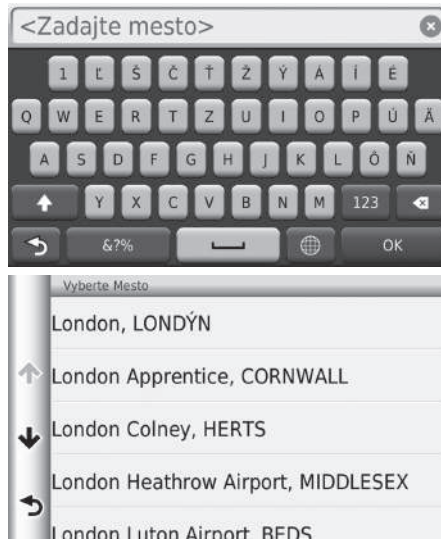 <Zadajte mesto>
1 Ľ Š Č Ť Ž Ý Á Í É
Q W E R T Z U I O P Ú Ä
A S D F G H J K L Ô Ň
Y X C V B N M 123
&?% OK
Vyberte Mesto
London, LONDÝN
London Apprentice, CORNWALL
London Colney, HERTS
London Heathrow Airport, MIDDLESEX
London Luton Airport, BEDS